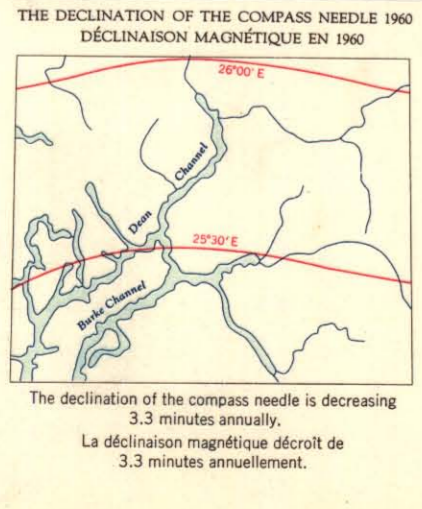 THE DECLINATION OF THE COMPASS NEEDLE 1960
DÉCLINAISON MAGNÉTIQUE EN 1960
26°00' E
Channel
Dean
25°30' E
Burke Channel
The declination of the compass needle is decreasing
3.3 minutes annually.
La déclinaison magnétique décroît de
3.3 minutes annuellement.